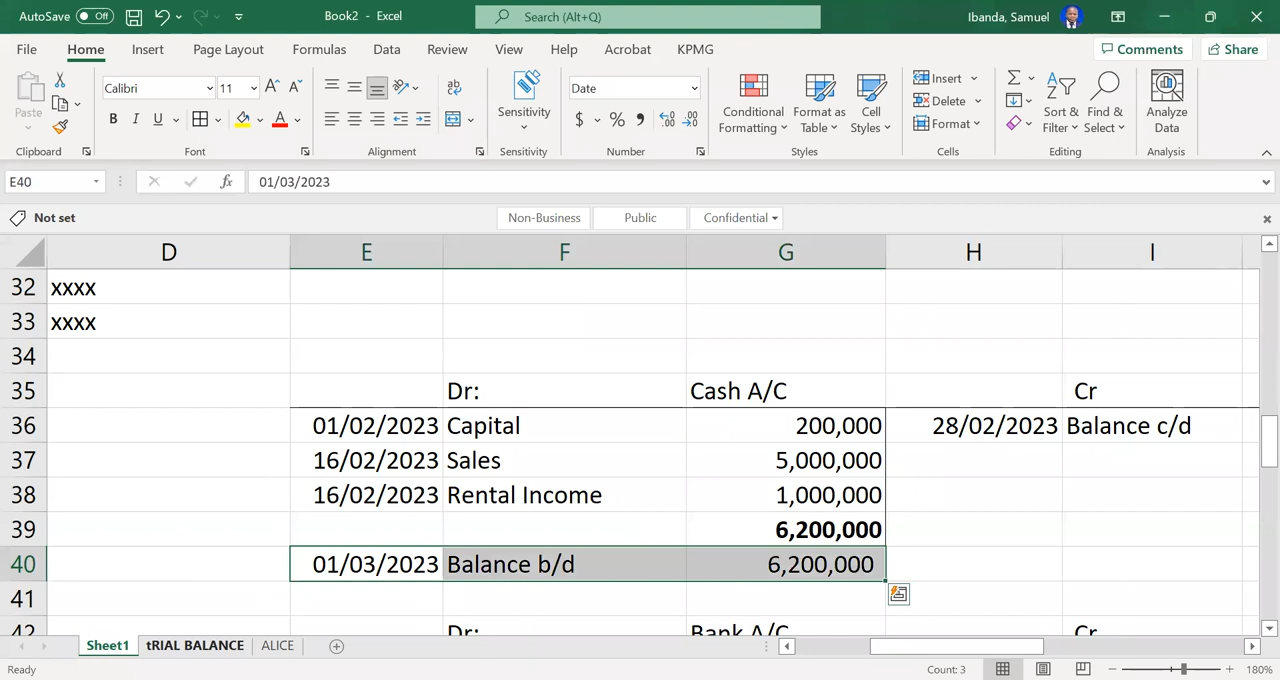 AutoSave Off Book2 - Excel Search (Alt+Q) Ibanda, Samuel
File Home Insert Page Layout Formulas Data Review View Help Acrobat KPMG Comments Share
Paste Calibri 11 Date Sensitivity Conditional Formatting Format as Table Cell Styles Insert Delete Format Sort & Filter Find & Select Analyze Data
Clipboard Font Alignment Sensitivity Number Styles Cells Editing Analysis
E40 fx 01/03/2023
Not set Non-Business Public Confidential
D E F G H I
32 xxxx
33 xxxx
34
35 Dr: Cash A/C Cr
36 01/02/2023 Capital 200,000 28/02/2023 Balance c/d
37 16/02/2023 Sales 5,000,000
38 16/02/2023 Rental Income 1,000,000
39 6,200,000
40 01/03/2023 Balance b/d 6,200,000
41
42 Dr: Bank A/C Cr
Sheet1 tRIAL BALANCE ALICE
Ready Count: 3 180%